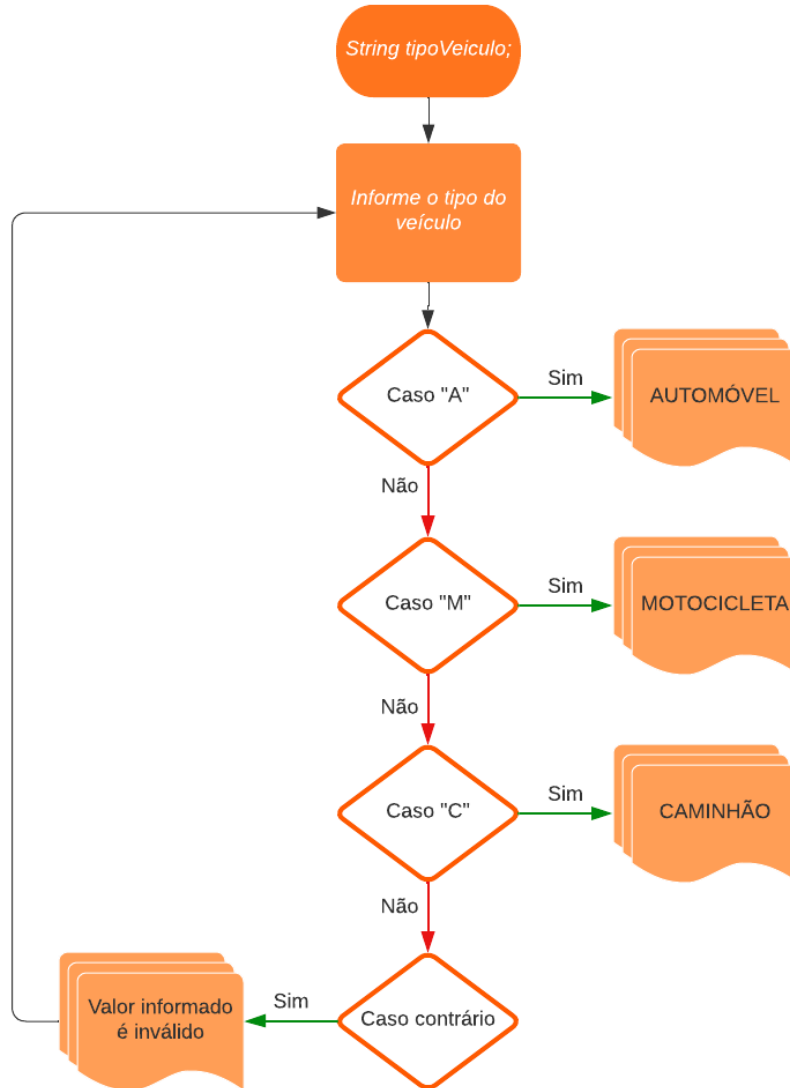 String tipoVeiculo;
Informe o tipo do
veículo
Caso "A"
Sim
AUTOMÓVEL
Não
Caso "M"
Sim
MOTOCICLETA
Não
Caso "C"
Sim
CAMINHÃO
Não
Caso contrário
Sim
Valor informado
é inválido